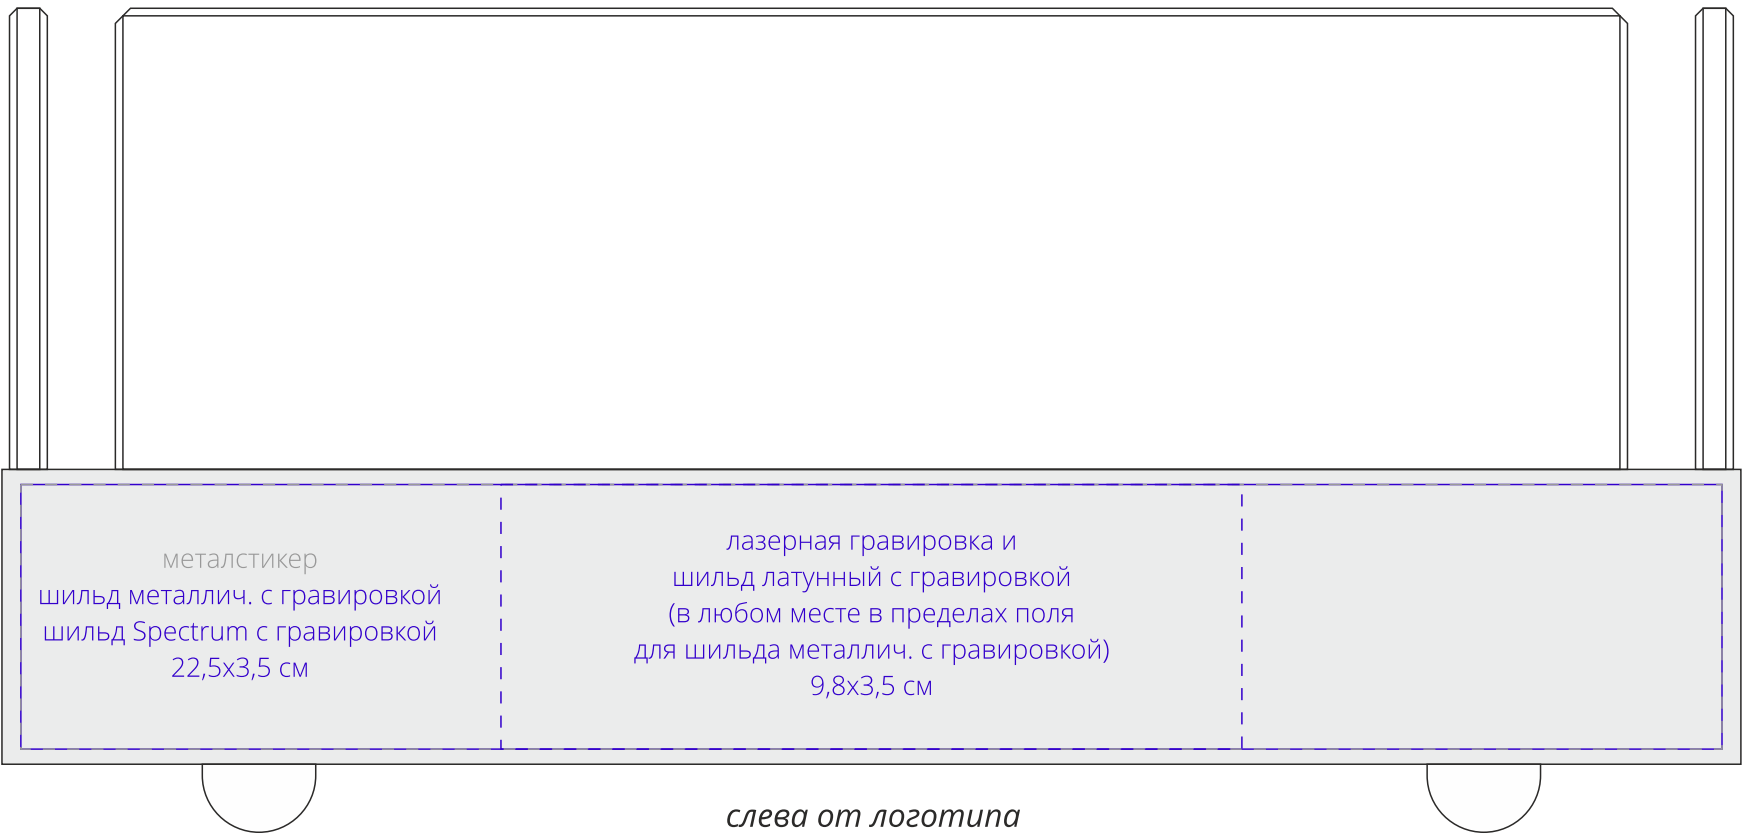 металстикер
шильд металлич. с гравировкой
шильд Spectrum с гравировкой
22,5х3,5 см
лазерная гравировка и
шильд латунный с гравировкой
(в любом месте в пределах поля
для шильда металлич. с гравировкой)
9,8х3,5 см
слева от логотипа